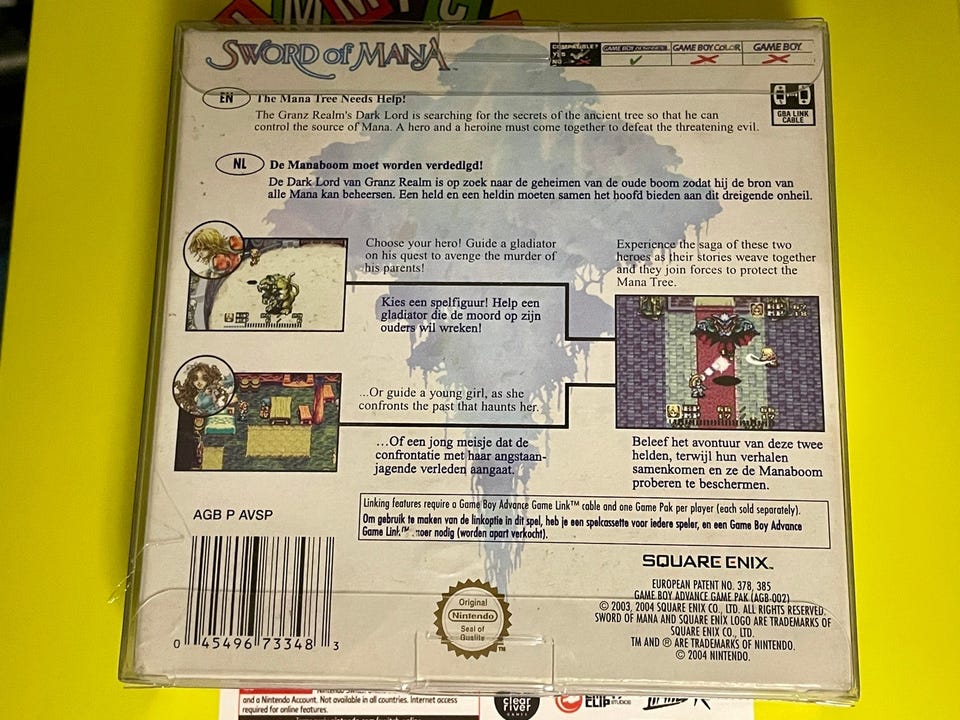 SWORD of MANA
COMPATIBLE? GAME BOY ADVANCE GAME BOY COLOR GAME BOY
YES
NO
GBA LINK
CABLE
EN The Mana Tree Needs Help!
The Granz Realm's Dark Lord is searching for the secrets of the ancient tree so that he can
control the source of Mana. A hero and a heroine must come together to defeat the threatening evil.
NL De Manaboom moet worden verdedigd!
De Dark Lord van Granz Realm is op zoek naar de geheimen van de oude boom zodat hij de bron van
alle Mana kan beheersen. Een held en een heldin moeten samen het hoofd bieden aan dit dreigende onheil.
Choose your hero! Guide a gladiator
on his quest to avenge the murder of
his parents!
Kies een spelfiguur! Help een
gladiator die de moord op zijn
ouders wil wreken!
Experience the saga of these two
heroes as their stories weave together
and they join forces to protect the
Mana Tree.
...Or guide a young girl, as she
confronts the past that haunts her.
...Of een jong meisje dat de
confrontatie met haar angstaan-
jagende verleden aangaat.
Beleef het avontuur van deze twee
helden, terwijl hun verhalen
samenkomen en ze de Manaboom
proberen te beschermen.
Linking features require a Game Boy Advance Game Link™ cable and one Game Pak per player (each sold separately).
Om gebruik te maken van de linkoptie in dit spel, heb je een spelcassette voor iedere speler, en een Game Boy Advance
Game Link™ snoer nodig (worden apart verkocht).
AGB P AVSP
0 45496 73348 3
Original
Nintendo
Seal of
Quality
TM
SQUARE ENIX™
EUROPEAN PATENT NO. 378, 385
GAME BOY ADVANCE GAME PAK (AGB-002)
© 2003, 2004 SQUARE ENIX CO., LTD. ALL RIGHTS RESERVED.
SWORD OF MANA AND SQUARE ENIX LOGO ARE TRADEMARKS OF
SQUARE ENIX CO., LTD.
TM AND ® ARE TRADEMARKS OF NINTENDO.
© 2004 NINTENDO.
and a Nintendo Account. Not available in all countries. Internet access
required for online features.
clear
river
GAMES